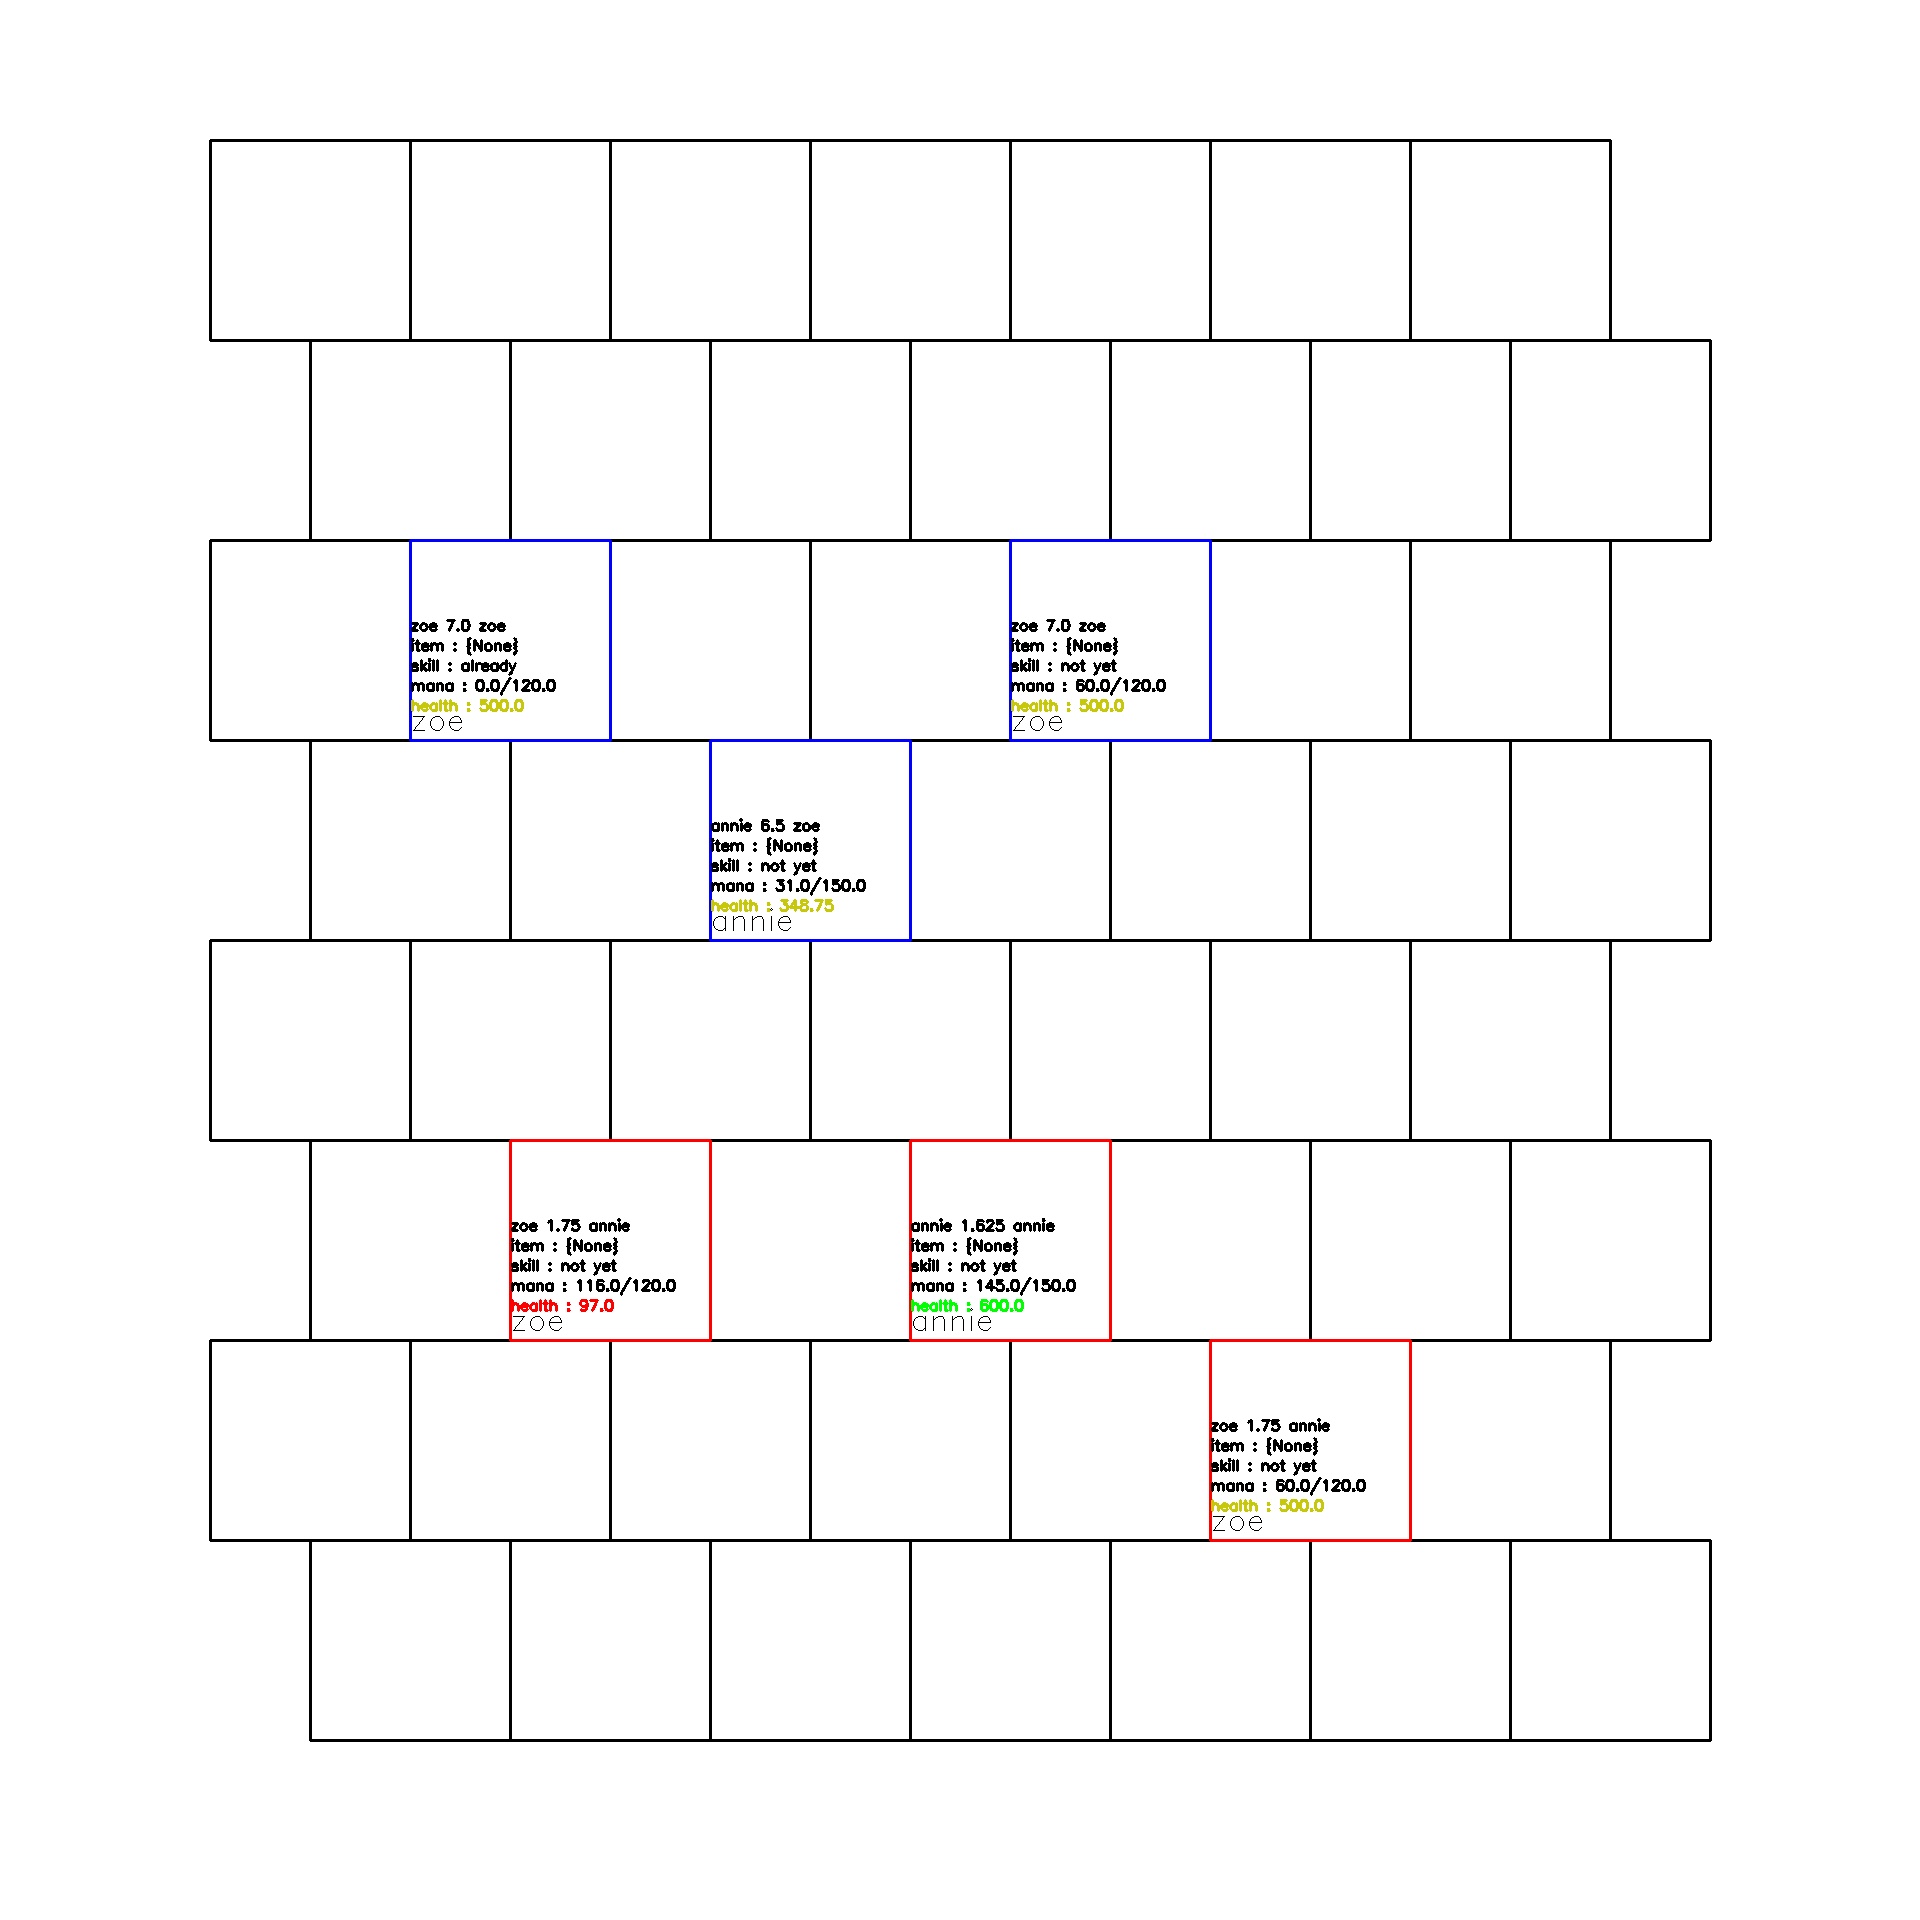 zoe 7.0 zoe
item : {None}
skill : already
mana : 0.0/120.0
health : 500.0
zoe
zoe 7.0 zoe
item : {None}
skill : not yet
mana : 60.0/120.0
health : 500.0
zoe
annie 6.5 zoe
item : {None}
skill : not yet
mana : 31.0/150.0
health : 348.75
annie
zoe 1.75 annie
item : {None}
skill : not yet
mana : 116.0/120.0
health : 97.0
zoe
annie 1.625 annie
item : {None}
skill : not yet
mana : 145.0/150.0
health : 600.0
annie
zoe 1.75 annie
item : {None}
skill : not yet
mana : 60.0/120.0
health : 500.0
zoe